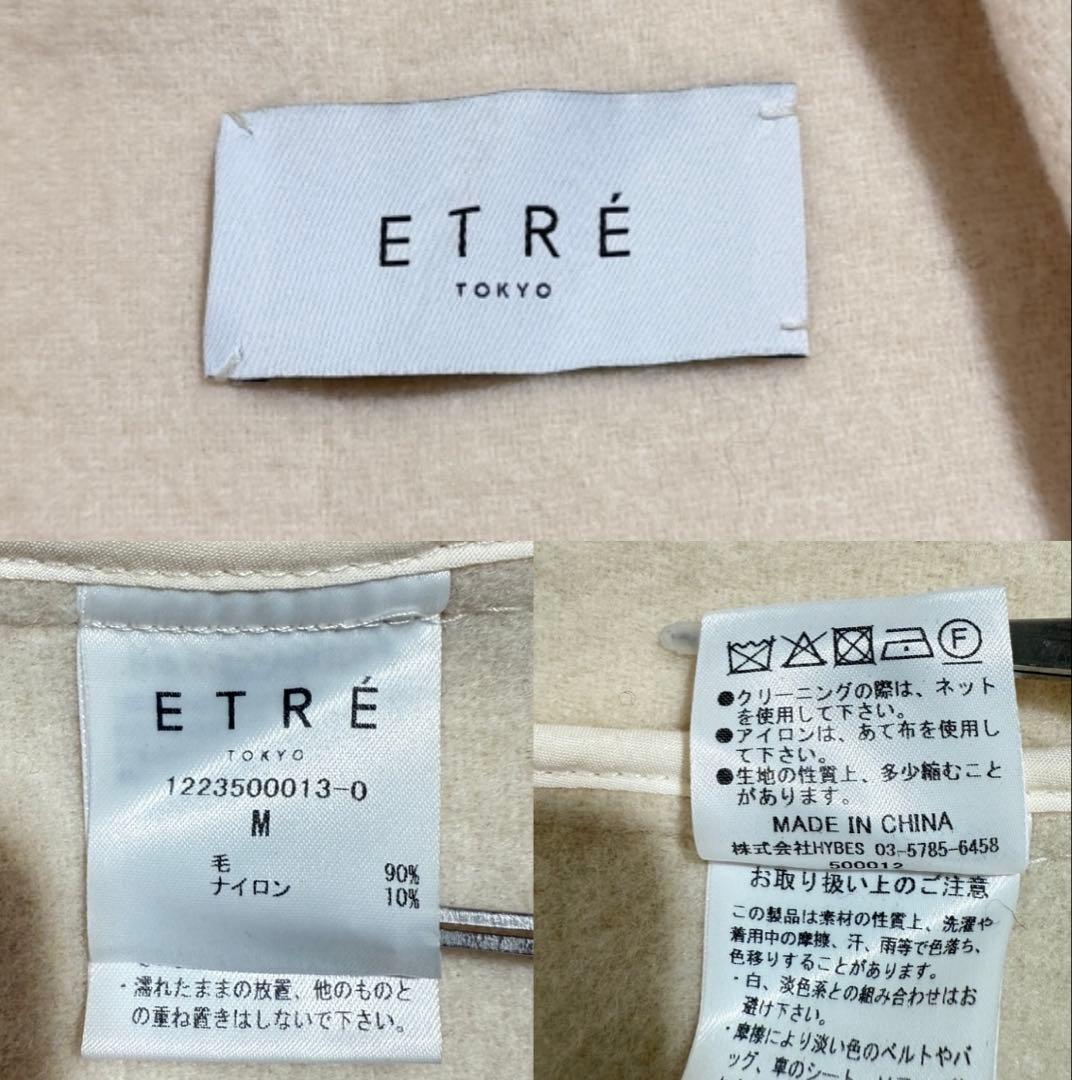 ETRÉ
TOKYO
ETRÉ
TOKYO
1223500013-0
M
毛 90%
ナイロン 10%
・濡れたままの放置、他のものと
の重ね置きはしないで下さい。
F
●クリーニングの際は、ネット
を使用して下さい。
●アイロンは、あて布を使用し
て下さい。
●生地の性質上、多少縮むこと
があります。
MADE IN CHINA
株式会社HYBES 03-5785-6458
お取り扱い上のご注意
この製品は素材の性質上、洗濯や
着用中の摩擦、汗、雨等で色落ち、
色移りすることがあります。
・白、淡色系との組み合わせはお
避け下さい。
・摩擦により淡い色のベルトやバ
ッグ、車のシート